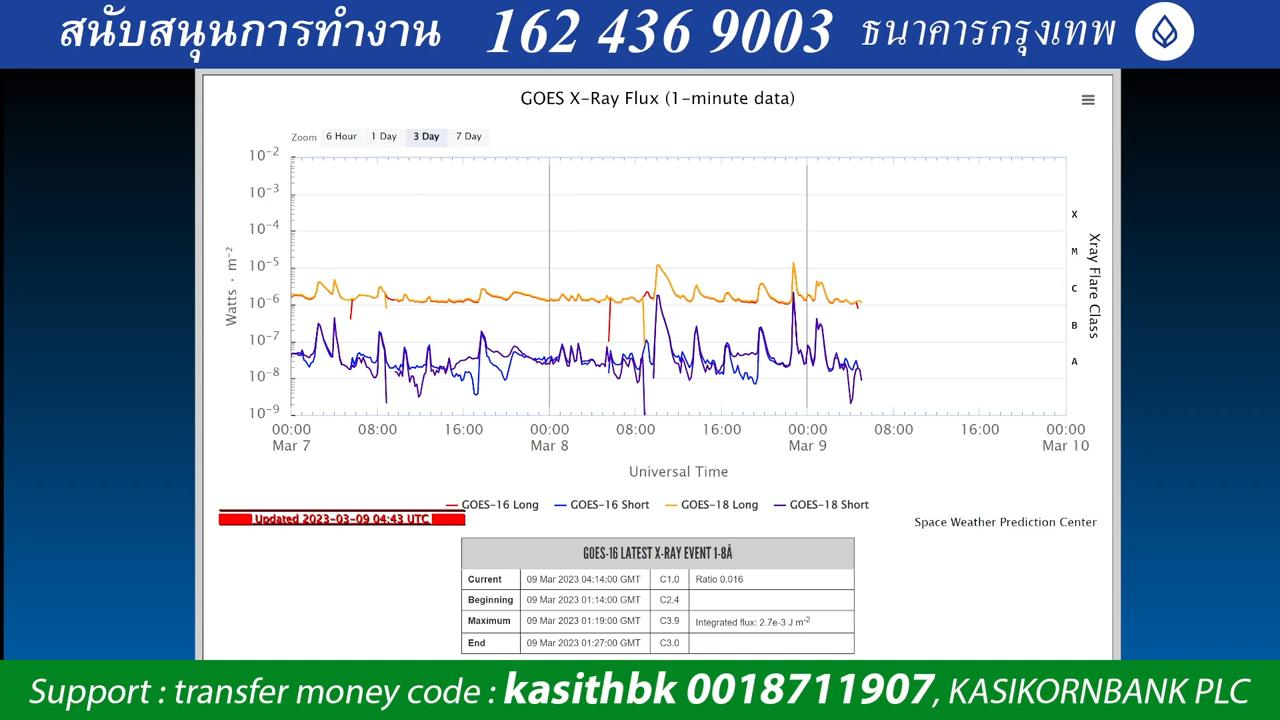 สนับสนุนการทำงาน 162 436 9003 ธนาคารกรุงเทพ
GOES X-Ray Flux (1-minute data)
Zoom 6 Hour 1 Day 3 Day 7 Day
10-2
10-3
10-4
10-5
10-6
10-7
10-8
10-9
Watts · m-2
X
M
C
B
A
Xray Flare Class
00:00 08:00 16:00 00:00 08:00 16:00 00:00 08:00 16:00 00:00
Mar 7 Mar 8 Mar 9 Mar 10
Universal Time
GOES-16 Long GOES-16 Short GOES-18 Long GOES-18 Short
Updated 2023-03-09 04:43 UTC
Space Weather Prediction Center
GOES-16 LATEST X-RAY EVENT 1-8Å
Current 09 Mar 2023 04:14:00 GMT C1.0 Ratio 0.016
Beginning 09 Mar 2023 01:14:00 GMT C2.4
Maximum 09 Mar 2023 01:19:00 GMT C3.9 Integrated flux: 2.7e-3 J m-2
End 09 Mar 2023 01:27:00 GMT C3.0
Support : transfer money code : kasithbk 0018711907, KASIKORNBANK PLC